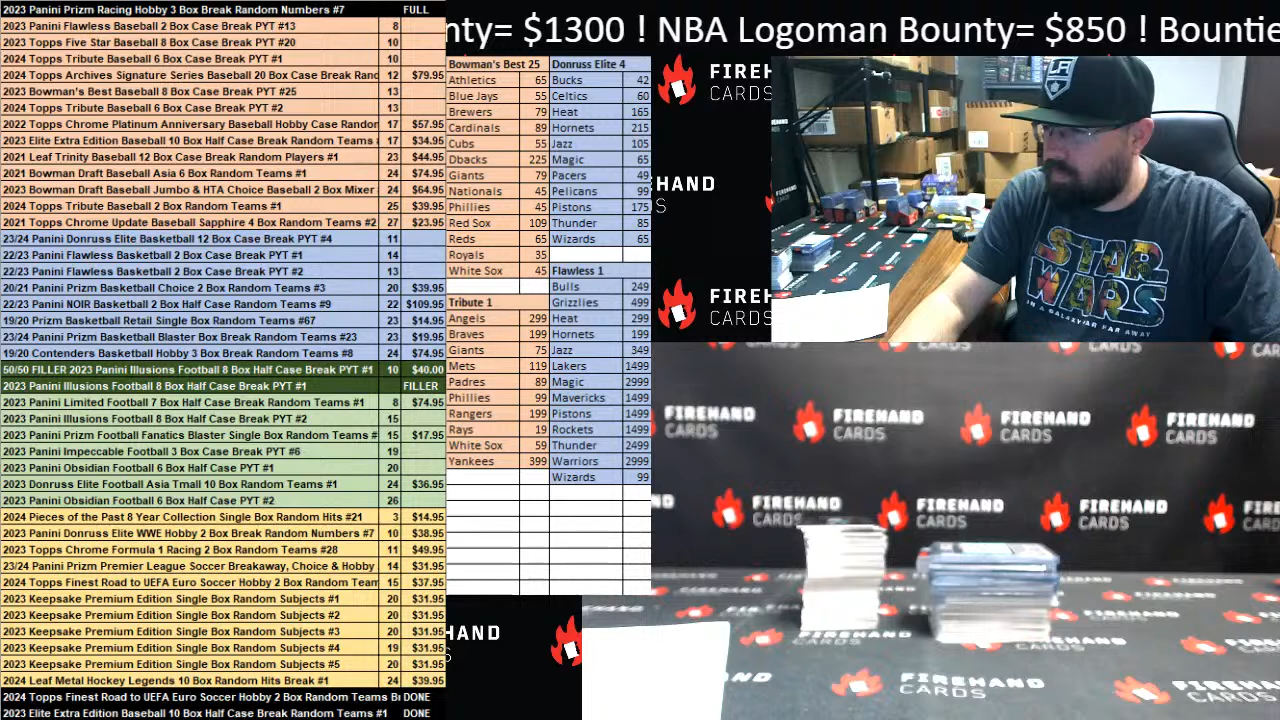 2023 Panini Prizm Racing Hobby 3 Box Break Random Numbers #7 FULL
2023 Panini Flawless Baseball 2 Box Break PYT #13 8
2023 Topps Five Star Baseball 8 Box Case Break PYT #20 10
2024 Topps Tribute Baseball 6 Box Case Break PYT #1 10
2024 Topps Archives Signature Series Baseball 20 Box Case Break Ranc 12 $79.95
2023 Bowman's Best Baseball 8 Box Case Break PYT #25 13
2024 Topps Tribute Baseball 6 Box Case Break PYT #2 13
2022 Topps Chrome Platinum Anniversary Baseball Hobby Case Random 17 $57.95
2023 Elite Extra Edition Baseball 10 Box Half Case Break Random Teams 17 $34.95
2021 Leaf Trinity Baseball 12 Box Case Break Random Players #1 23 $44.95
2021 Bowman Draft Baseball Asia 6 Box Random Teams #1 24 $74.95
2023 Bowman Draft Baseball Jumbo & HTA Choice Baseball 2 Box Mixer 24 $64.95
2024 Topps Tribute Baseball 2 Box Random Teams #1 25 $39.95
2021 Topps Chrome Update Baseball Sapphire 4 Box Random Teams #2 27 $23.95
23/24 Panini Donruss Elite Basketball 12 Box Case Break PYT #4 11
22/23 Panini Flawless Basketball 2 Box Case Break PYT #1 14
22/23 Panini Flawless Basketball 2 Box Case Break PYT #2 13
20/21 Panini Prizm Basketball Choice 2 Box Random Teams #3 20 $39.95
22/23 Panini NOIR Basketball 2 Box Half Case Random Teams #9 22 $109.95
19/20 Prizm Basketball Retail Single Box Random Teams #67 23 $14.95
23/24 Panini Prizm Basketball Blaster Box Break Random Teams #23 23 $19.95
19/20 Contenders Basketball Hobby 3 Box Break Random Teams #8 24 $74.95
50/50 FILLER 2023 Panini Illusions Football 8 Box Half Case Break PYT #1 10 $40.00
2023 Panini Illusions Football 8 Box Half Case Break PYT #1 FILLER
2023 Panini Limited Football 7 Box Half Case Break Random Teams #1 8 $74.95
2023 Panini Illusions Football 8 Box Half Case Break PYT #2 15
2023 Panini Prizm Football Fanatics Blaster Single Box Random Teams # 15 $17.95
2023 Panini Impeccable Football 3 Box Case Break PYT #6 19
2023 Panini Obsidian Football 6 Box Half Case PYT #1 20
2023 Donruss Elite Football Asia Tmall 10 Box Random Teams #1 24 $36.95
2023 Panini Obsidian Football 6 Box Half Case PYT #2 26
2024 Pieces of the Past 8 Year Collection Single Box Random Hits #21 3 $14.95
2023 Panini Donruss Elite WWE Hobby 2 Box Break Random Numbers #7 10 $38.95
2023 Topps Chrome Formula 1 Racing 2 Box Random Teams #28 11 $49.95
23/24 Panini Prizm Premier League Soccer Breakaway, Choice & Hobby 14 $31.95
2024 Topps Finest Road to UEFA Euro Soccer Hobby 2 Box Random Team 15 $37.95
2023 Keepsake Premium Edition Single Box Random Subjects #1 20 $31.95
2023 Keepsake Premium Edition Single Box Random Subjects #2 20 $31.95
2023 Keepsake Premium Edition Single Box Random Subjects #3 20 $31.95
2023 Keepsake Premium Edition Single Box Random Subjects #4 19 $31.95
2023 Keepsake Premium Edition Single Box Random Subjects #5 20 $31.95
2024 Leaf Metal Hockey Legends 10 Box Random Hits Break #1 24 $39.95
2024 Topps Finest Road to UEFA Euro Soccer Hobby 2 Box Random Teams Br DONE
2023 Elite Extra Edition Baseball 10 Box Half Case Break Random Teams #1 DONE
nty= $1300 ! NBA Logoman Bounty= $850 ! Bountie
Bowman's Best 25
Athletics 65
Blue Jays 55
Brewers 79
Cardinals 89
Cubs 55
Dbacks 225
Giants 79
Nationals 45
Phillies 45
Red Sox 109
Reds 65
Royals 35
White Sox 45
Tribute 1
Angels 299
Braves 199
Giants 75
Mets 119
Padres 89
Phillies 99
Rangers 199
Rays 19
White Sox 59
Yankees 399
Donruss Elite 4
Bucks 42
Celtics 60
Heat 165
Hornets 215
Jazz 105
Magic 65
Pacers 49
Pelicans 99
Pistons 175
Thunder 85
Wizards 65
Flawless 1
Bulls 249
Grizzlies 499
Heat 299
Hornets 199
Jazz 349
Lakers 1499
Magic 2999
Mavericks 1499
Pistons 1499
Rockets 1499
Thunder 2499
Warriors 2999
Wizards 99
FIREH
CARDS
HAND
S
FIREH
CARDS
HAND
STAR
WARS
IN A GALAXY FAR FAR AWAY
FIREHAND
CARDS
FIREHAND
CARDS
FIREHAND
CARDS
FIREHAND
CARDS
FIREHAND
CARDS
FIREHAND
CARDS
FIREHAND
CARDS
FIREHAND
CARDS
FIREHAND
CARDS